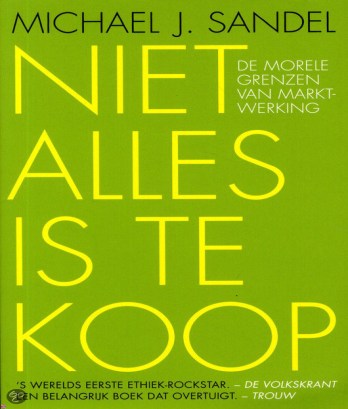 MICHAEL J. SANDEL
NIET
DE MORELE
GRENZEN
VAN MARKT-
WERKING
ALLES
IS TE
KOOP
'S WERELDS EERSTE ETHIEK-ROCKSTAR. – DE VOLKSKRANT
EEN BELANGRIJK BOEK DAT OVERTUIGT. – TROUW